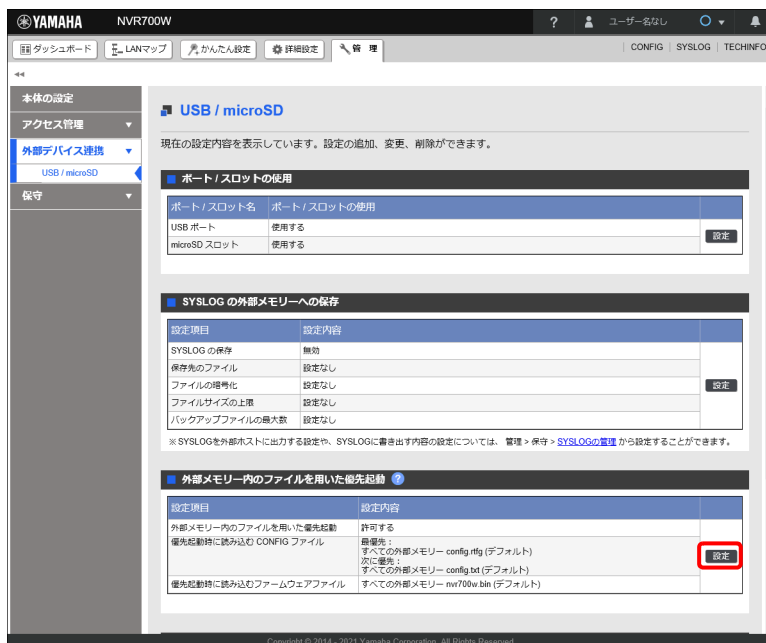 YAMAHA NVR700W ? ユーザー名なし
ダッシュボード LANマップ かんたん設定 詳細設定 管 理 CONFIG | SYSLOG | TECHINFO
本体の設定
アクセス管理
外部デバイス連携
USB / microSD
保守
USB / microSD
現在の設定内容を表示しています。設定の追加、変更、削除ができます。
ポート / スロットの使用
ポート / スロット名 ポート / スロットの使用
USB ポート 使用する
microSD スロット 使用する
設定
SYSLOG の外部メモリーへの保存
設定項目 設定内容
SYSLOG の保存 無効
保存先のファイル 設定なし
ファイルの暗号化 設定なし
ファイルサイズの上限 設定なし
バックアップファイルの最大数 設定なし
設定
※ SYSLOGを外部ホストに出力する設定や、SYSLOGに書き出す内容の設定については、 管理 > 保守 > SYSLOGの管理 から設定することができます。
外部メモリー内のファイルを用いた優先起動 ?
設定項目 設定内容
外部メモリー内のファイルを用いた優先起動 許可する
優先起動時に読み込む CONFIG ファイル 最優先：
すべての外部メモリー config.rtfg (デフォルト)
次に優先：
すべての外部メモリー config.txt (デフォルト)
優先起動時に読み込むファームウェアファイル すべての外部メモリー nvr700w.bin (デフォルト)
設定
Copyright © 2014 - 2021 Yamaha Corporation. All Rights Reserved.